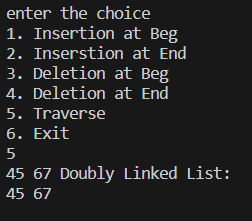 enter the choice
1. Insertion at Beg
2. Inserstion at End
3. Deletion at Beg
4. Deletion at End
5. Traverse
6. Exit
5
45 67 Doubly Linked List:
45 67